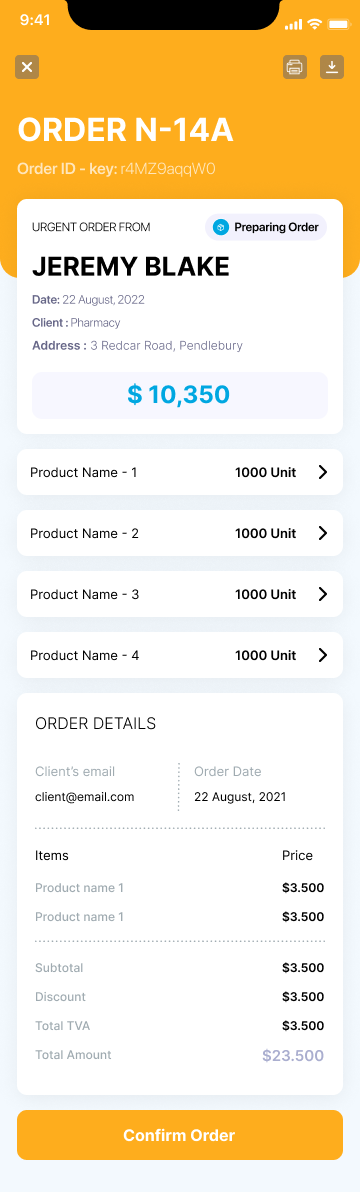 9:41
ORDER N-14A
Order ID - key: r4MZ9aqqW0
URGENT ORDER FROM
Preparing Order
JEREMY BLAKE
Date: 22 August, 2022
Client : Pharmacy
Address : 3 Redcar Road, Pendlebury
$ 10,350
Product Name - 1 1000 Unit
Product Name - 2 1000 Unit
Product Name - 3 1000 Unit
Product Name - 4 1000 Unit
ORDER DETAILS
Client’s email Order Date
client@email.com 22 August, 2021
Items Price
Product name 1 $3.500
Product name 1 $3.500
Subtotal $3.500
Discount $3.500
Total TVA $3.500
Total Amount $23.500
Confirm Order